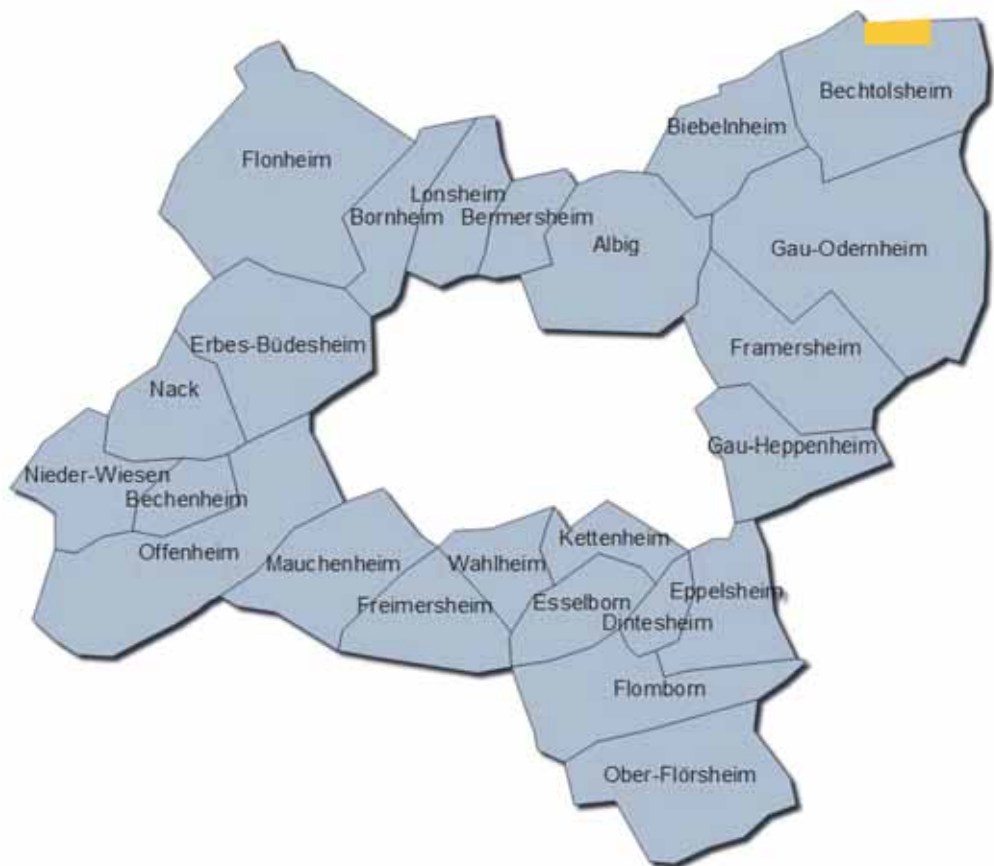 Bechtolsheim
Biebelnheim
Flonheim
Lonsheim
Bornheim
Bermersheim
Albig
Gau-Odernheim
Erbes-Büdesheim
Framersheim
Nack
Gau-Heppenheim
Nieder-Wiesen
Bechenheim
Offenheim
Mauchenheim
Wahlheim
Kettenheim
Freimersheim
Esselborn
Eppelsheim
Dintesheim
Flomborn
Ober-Flörsheim